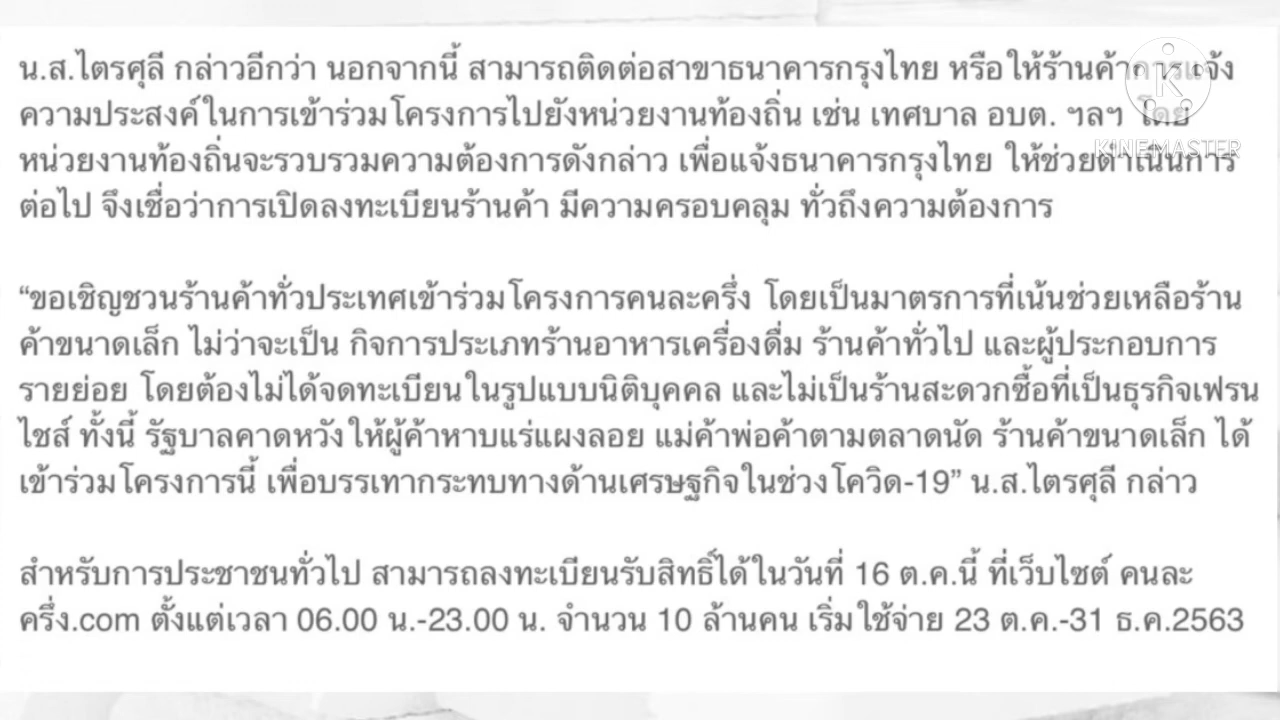 น.ส.ไตรศุลี กล่าวอีกว่า นอกจากนี้ สามารถติดต่อสาขาธนาคารกรุงไทย หรือให้ร้านค้าการแจ้ง
ความประสงค์ในการเข้าร่วมโครงการไปยังหน่วยงานท้องถิ่น เช่น เทศบาล อบต. ฯลฯ โดย
หน่วยงานท้องถิ่นจะรวบรวมความต้องการดังกล่าว เพื่อแจ้งธนาคารกรุงไทย ให้ช่วยดำเนินการ
ต่อไป จึงเชื่อว่าการเปิดลงทะเบียนร้านค้า มีความครอบคลุม ทั่วถึงความต้องการ
“ขอเชิญชวนร้านค้าทั่วประเทศเข้าร่วมโครงการคนละครึ่ง โดยเป็นมาตรการที่เน้นช่วยเหลือร้าน
ค้าขนาดเล็ก ไม่ว่าจะเป็น กิจการประเภทร้านอาหารเครื่องดื่ม ร้านค้าทั่วไป และผู้ประกอบการ
รายย่อย โดยต้องไม่ได้จดทะเบียนในรูปแบบนิติบุคคล และไม่เป็นร้านสะดวกซื้อที่เป็นธุรกิจเฟรน
ไชส์ ทั้งนี้ รัฐบาลคาดหวังให้ผู้ค้าหาบแร่แผงลอย แม่ค้าพ่อค้าตามตลาดนัด ร้านค้าขนาดเล็ก ได้
เข้าร่วมโครงการนี้ เพื่อบรรเทากระทบทางด้านเศรษฐกิจในช่วงโควิด-19” น.ส.ไตรศุลี กล่าว
สำหรับการประชาชนทั่วไป สามารถลงทะเบียนรับสิทธิ์ได้ในวันที่ 16 ต.ค.นี้ ที่เว็บไซต์ คนละ
ครึ่ง.com ตั้งแต่เวลา 06.00 น.-23.00 น. จำนวน 10 ล้านคน เริ่มใช้จ่าย 23 ต.ค.-31 ธ.ค.2563
K
KINEMASTER